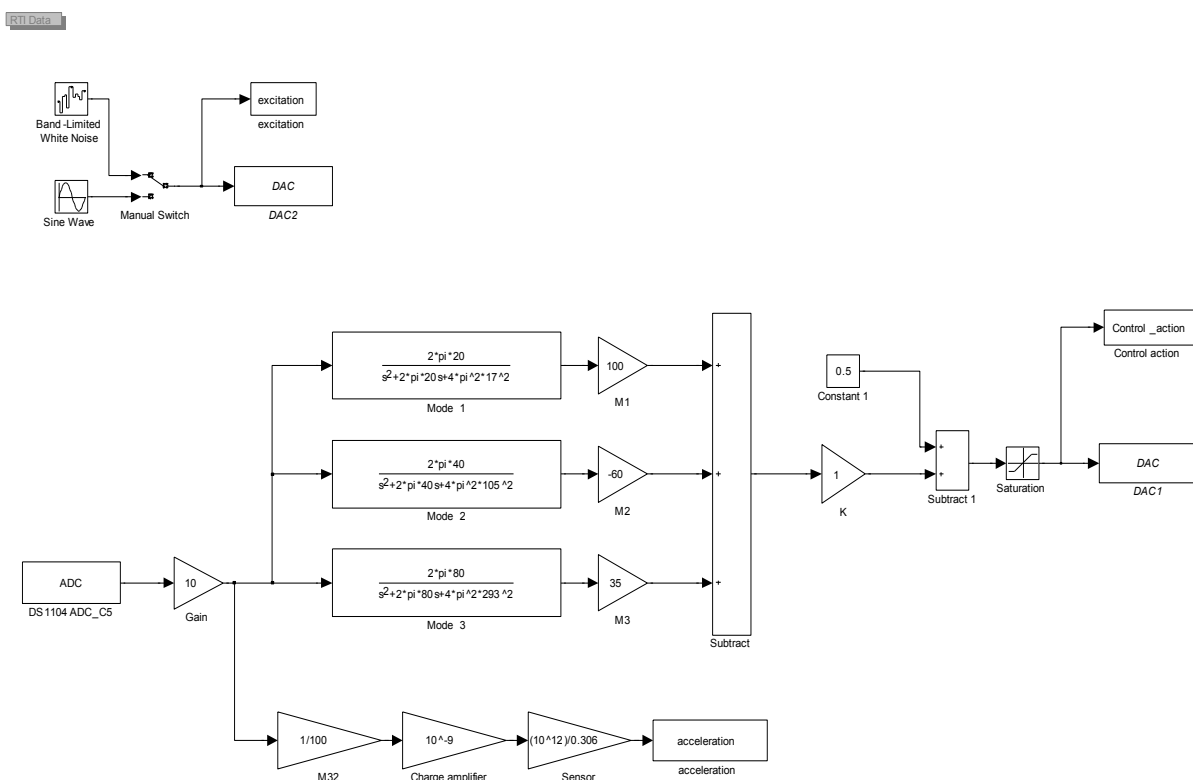 RTI Data
excitation
excitation
Band-Limited
White Noise
DAC
DAC2
Manual Switch
Sine Wave
2*pi*20
s2+2*pi*20s+4*pi^2*17^2
Mode 1
100
M1
Control _action
Control action
0.5
Constant 1
2*pi*40
s2+2*pi*40s+4*pi^2*105^2
Mode 2
-60
M2
1
K
Subtract 1
Saturation
DAC
DAC1
ADC
DS1104 ADC_C5
10
Gain
2*pi*80
s2+2*pi*80s+4*pi^2*293^2
Mode 3
35
M3
+
+
+
Subtract
+
+
1/100
M32
10^-9
Charge amplifier
(10^12)/0.306
Sensor
acceleration
acceleration